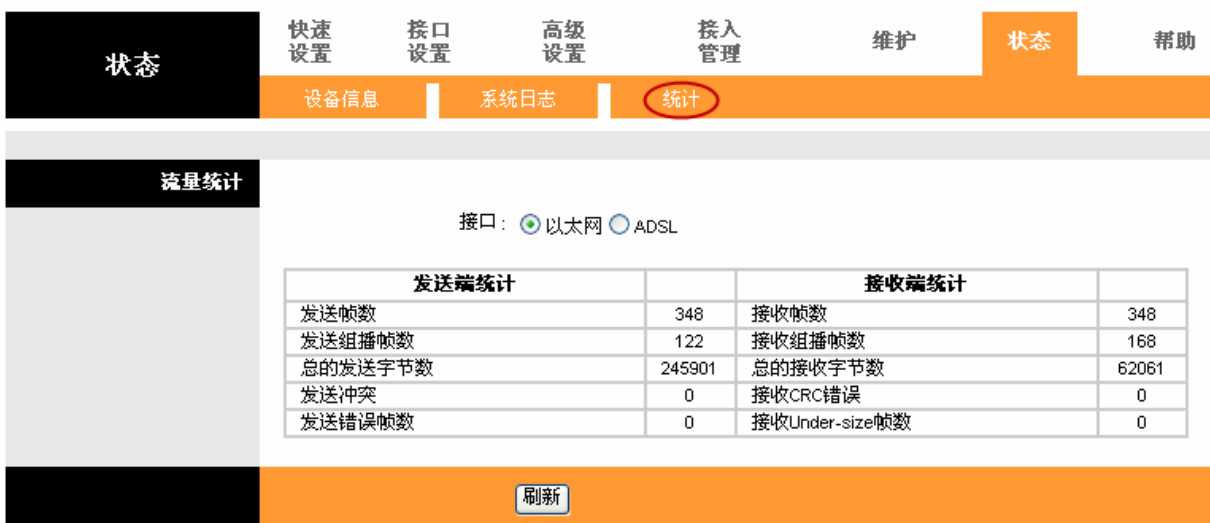 状态
快速设置
接口设置
高级设置
接入管理
维护
状态
帮助
设备信息
系统日志
统计
流量统计
接口: 以太网 ADSL
发送端统计 接收端统计
发送帧数 348 接收帧数 348
发送组播帧数 122 接收组播帧数 168
总的发送字节数 245901 总的接收字节数 62061
发送冲突 0 接收CRC错误 0
发送错误帧数 0 接收Under-size帧数 0
刷新